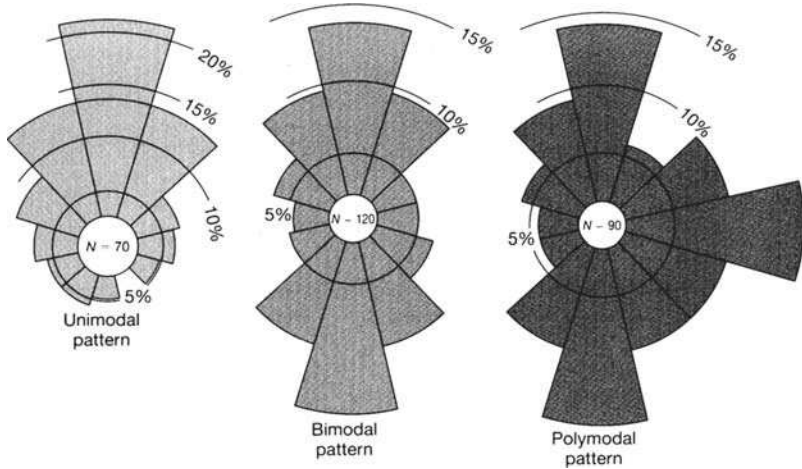 20%
15%
10%
5%
N = 70
Unimodal
pattern
15%
10%
5%
N - 120
Bimodal
pattern
15%
10%
5%
N - 90
Polymodal
pattern